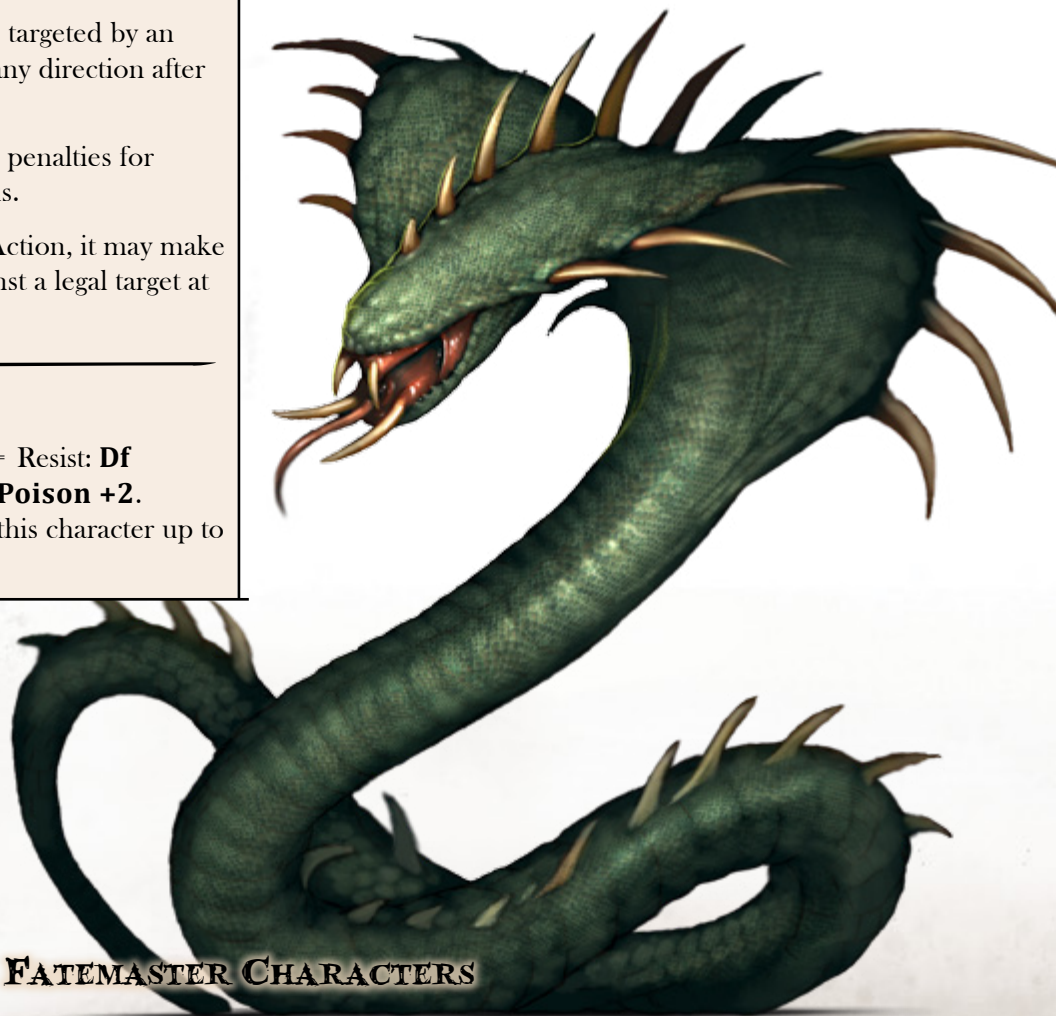 targeted by an
any direction after
penalties for
s.
Action, it may make
nst a legal target at
Resist: Df
Poison +2.
this character up to
FATEMASTER CHARACTERS